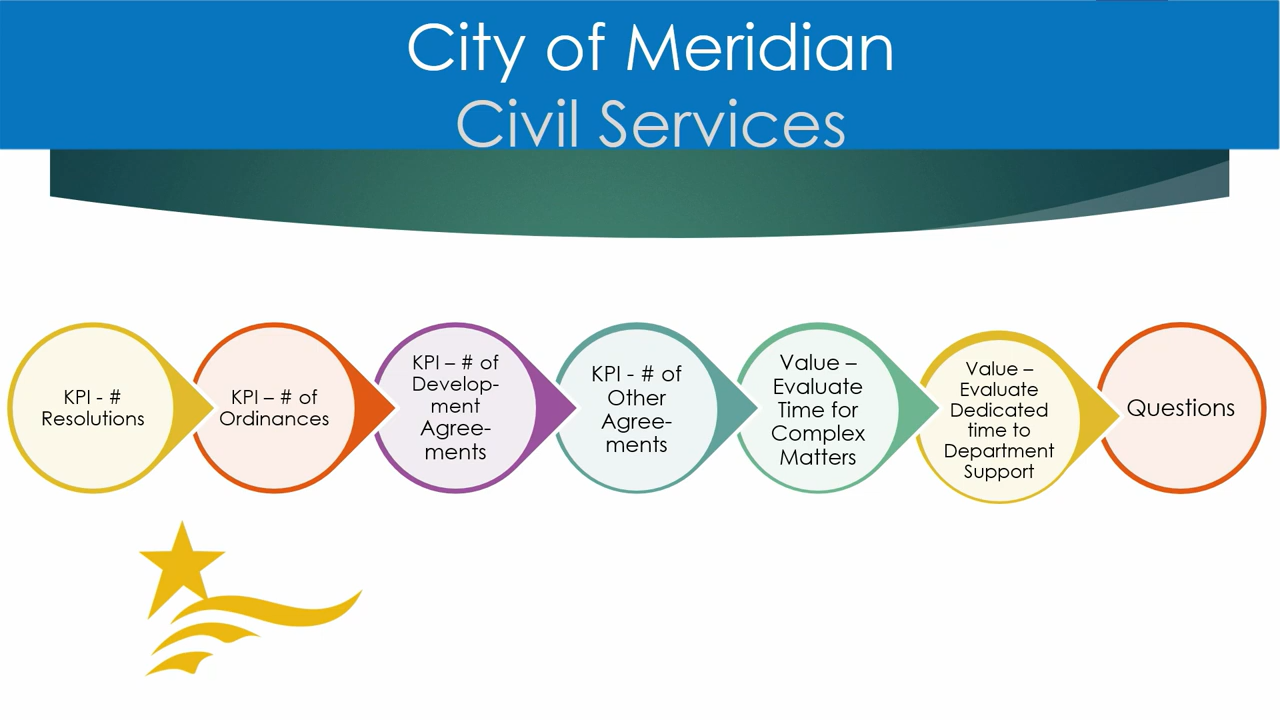 City of Meridian
Civil Services
KPI - #
Resolutions
KPI – # of
Ordinances
KPI – # of
Develop-
ment
Agree-
ments
KPI - # of
Other
Agree-
ments
Value –
Evaluate
Time for
Complex
Matters
Value –
Evaluate
Dedicated
time to
Department
Support
Questions